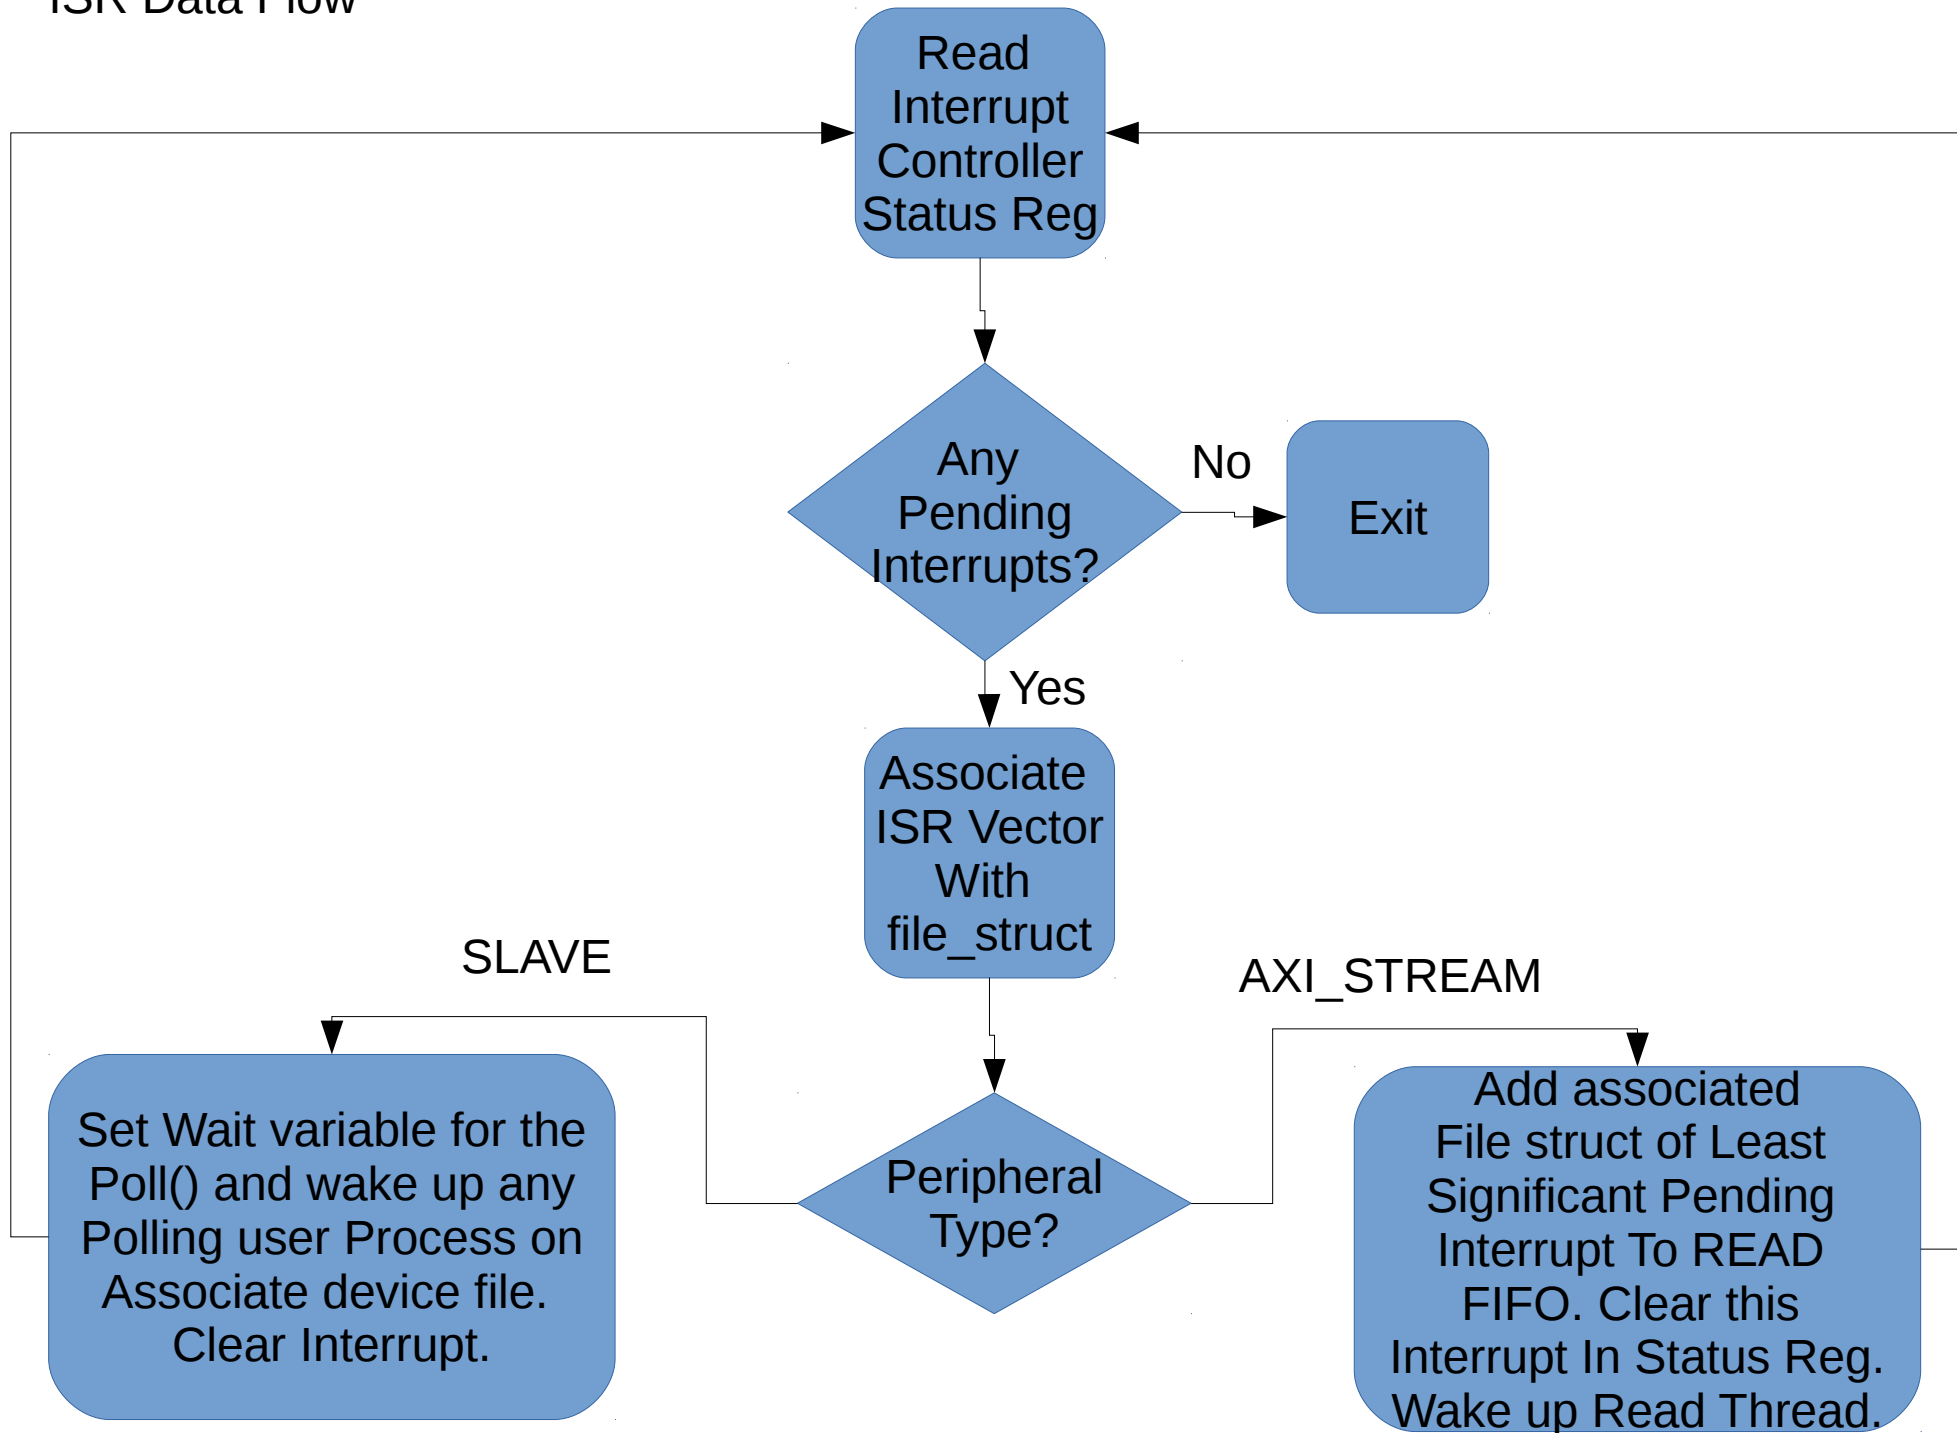 ISR Data Flow
Read
Interrupt
Controller
Status Reg
Any
Pending
Interrupts?
No
Exit
Yes
Associate
ISR Vector
With
file_struct
SLAVE
AXI_STREAM
Set Wait variable for the
Poll() and wake up any
Polling user Process on
Associate device file.
Clear Interrupt.
Peripheral
Type?
Add associated
File struct of Least
Significant Pending
Interrupt To READ
FIFO. Clear this
Interrupt In Status Reg.
Wake up Read Thread.